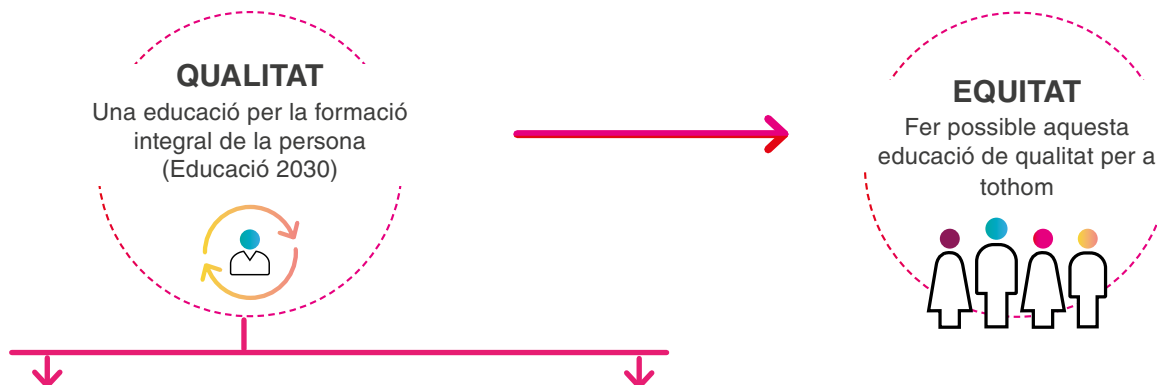 QUALITAT
Una educació per la formació
integral de la persona
(Educació 2030)
EQUITAT
Fer possible aquesta
educació de qualitat per a
tothom